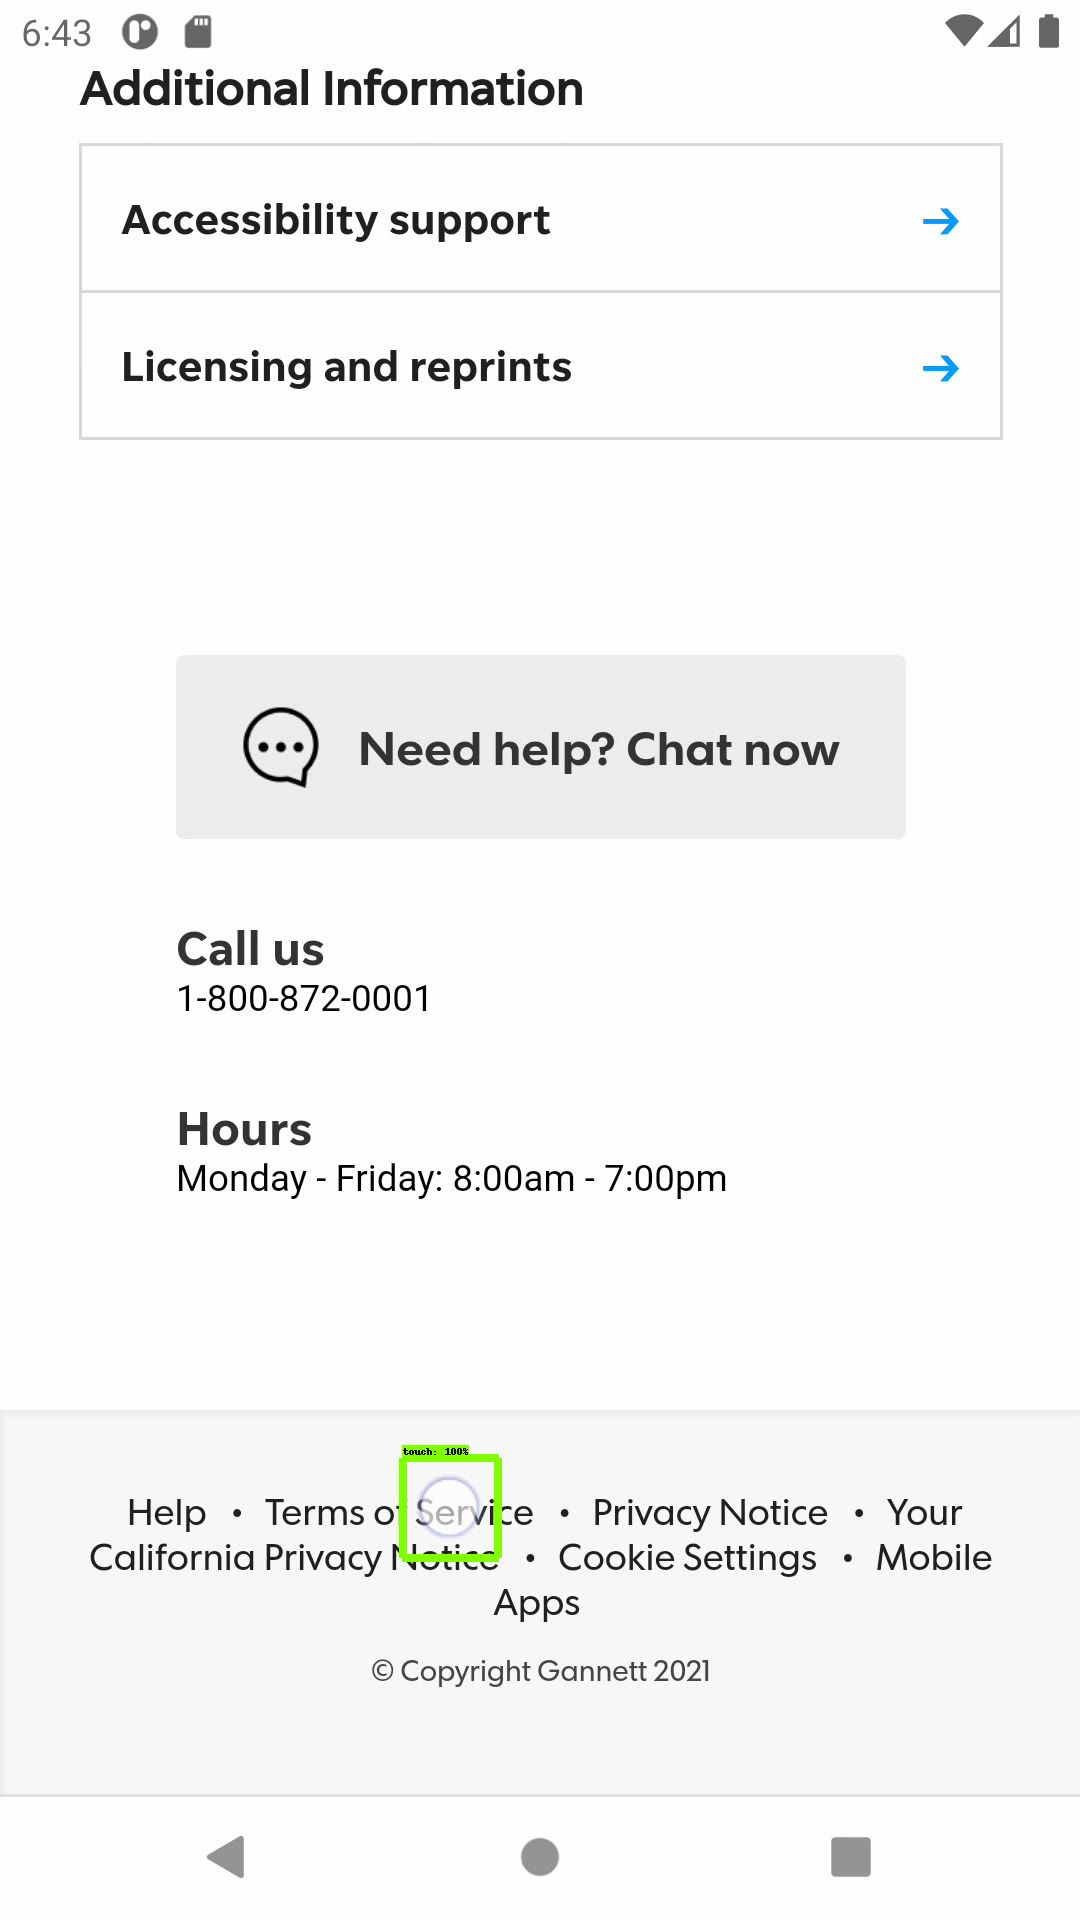 6:43
Additional Information
Accessibility support
Licensing and reprints
Need help? Chat now
Call us
1-800-872-0001
Hours
Monday - Friday: 8:00am - 7:00pm
touch: 100%
Help • Terms of Service • Privacy Notice • Your
California Privacy Notice • Cookie Settings • Mobile
Apps
© Copyright Gannett 2021